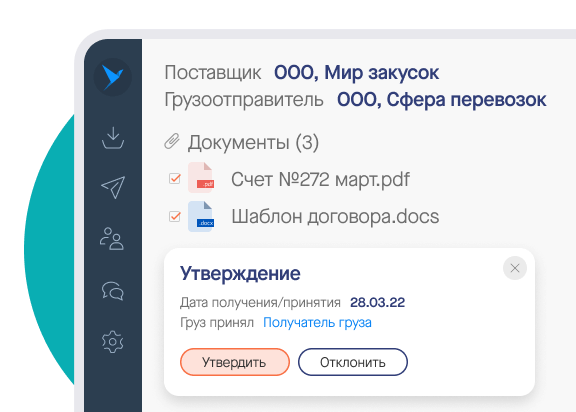 Поставщик ООО, Мир закусок
Грузоотправитель ООО, Сфера перевозок
Документы (3)
.pdf
Счет №272 март.pdf
.docx
Шаблон договора.docs
Утверждение
Дата получения/принятия 28.03.22
Груз принял Получатель груза
Утвердить Отклонить